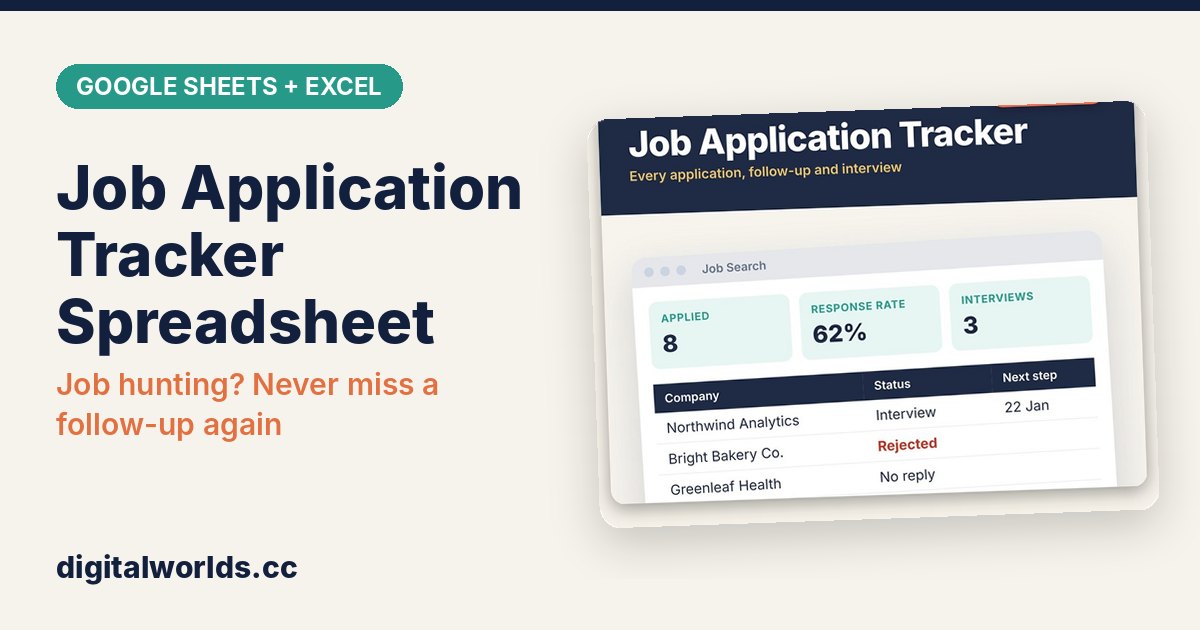 GOOGLE SHEETS + EXCEL
Job Application
Tracker
Spreadsheet
Job hunting? Never miss a
follow-up again
digitalworlds.cc
Job Application Tracker
Every application, follow-up and interview
Job Search
APPLIED
8
RESPONSE RATE
62%
INTERVIEWS
3
Company Status Next step
Northwind Analytics Interview 22 Jan
Bright Bakery Co. Rejected
Greenleaf Health No reply